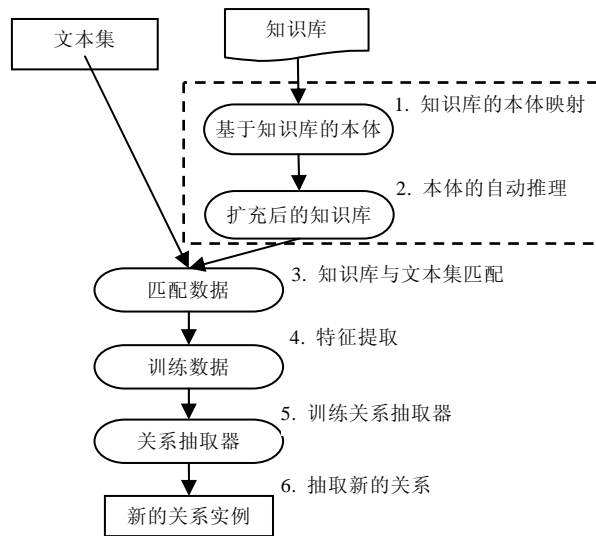 文本集
知识库
1. 知识库的本体映射
基于知识库的本体
2. 本体的自动推理
扩充后的知识库
3. 知识库与文本集匹配
匹配数据
4. 特征提取
训练数据
5. 训练关系抽取器
关系抽取器
6. 抽取新的关系
新的关系实例